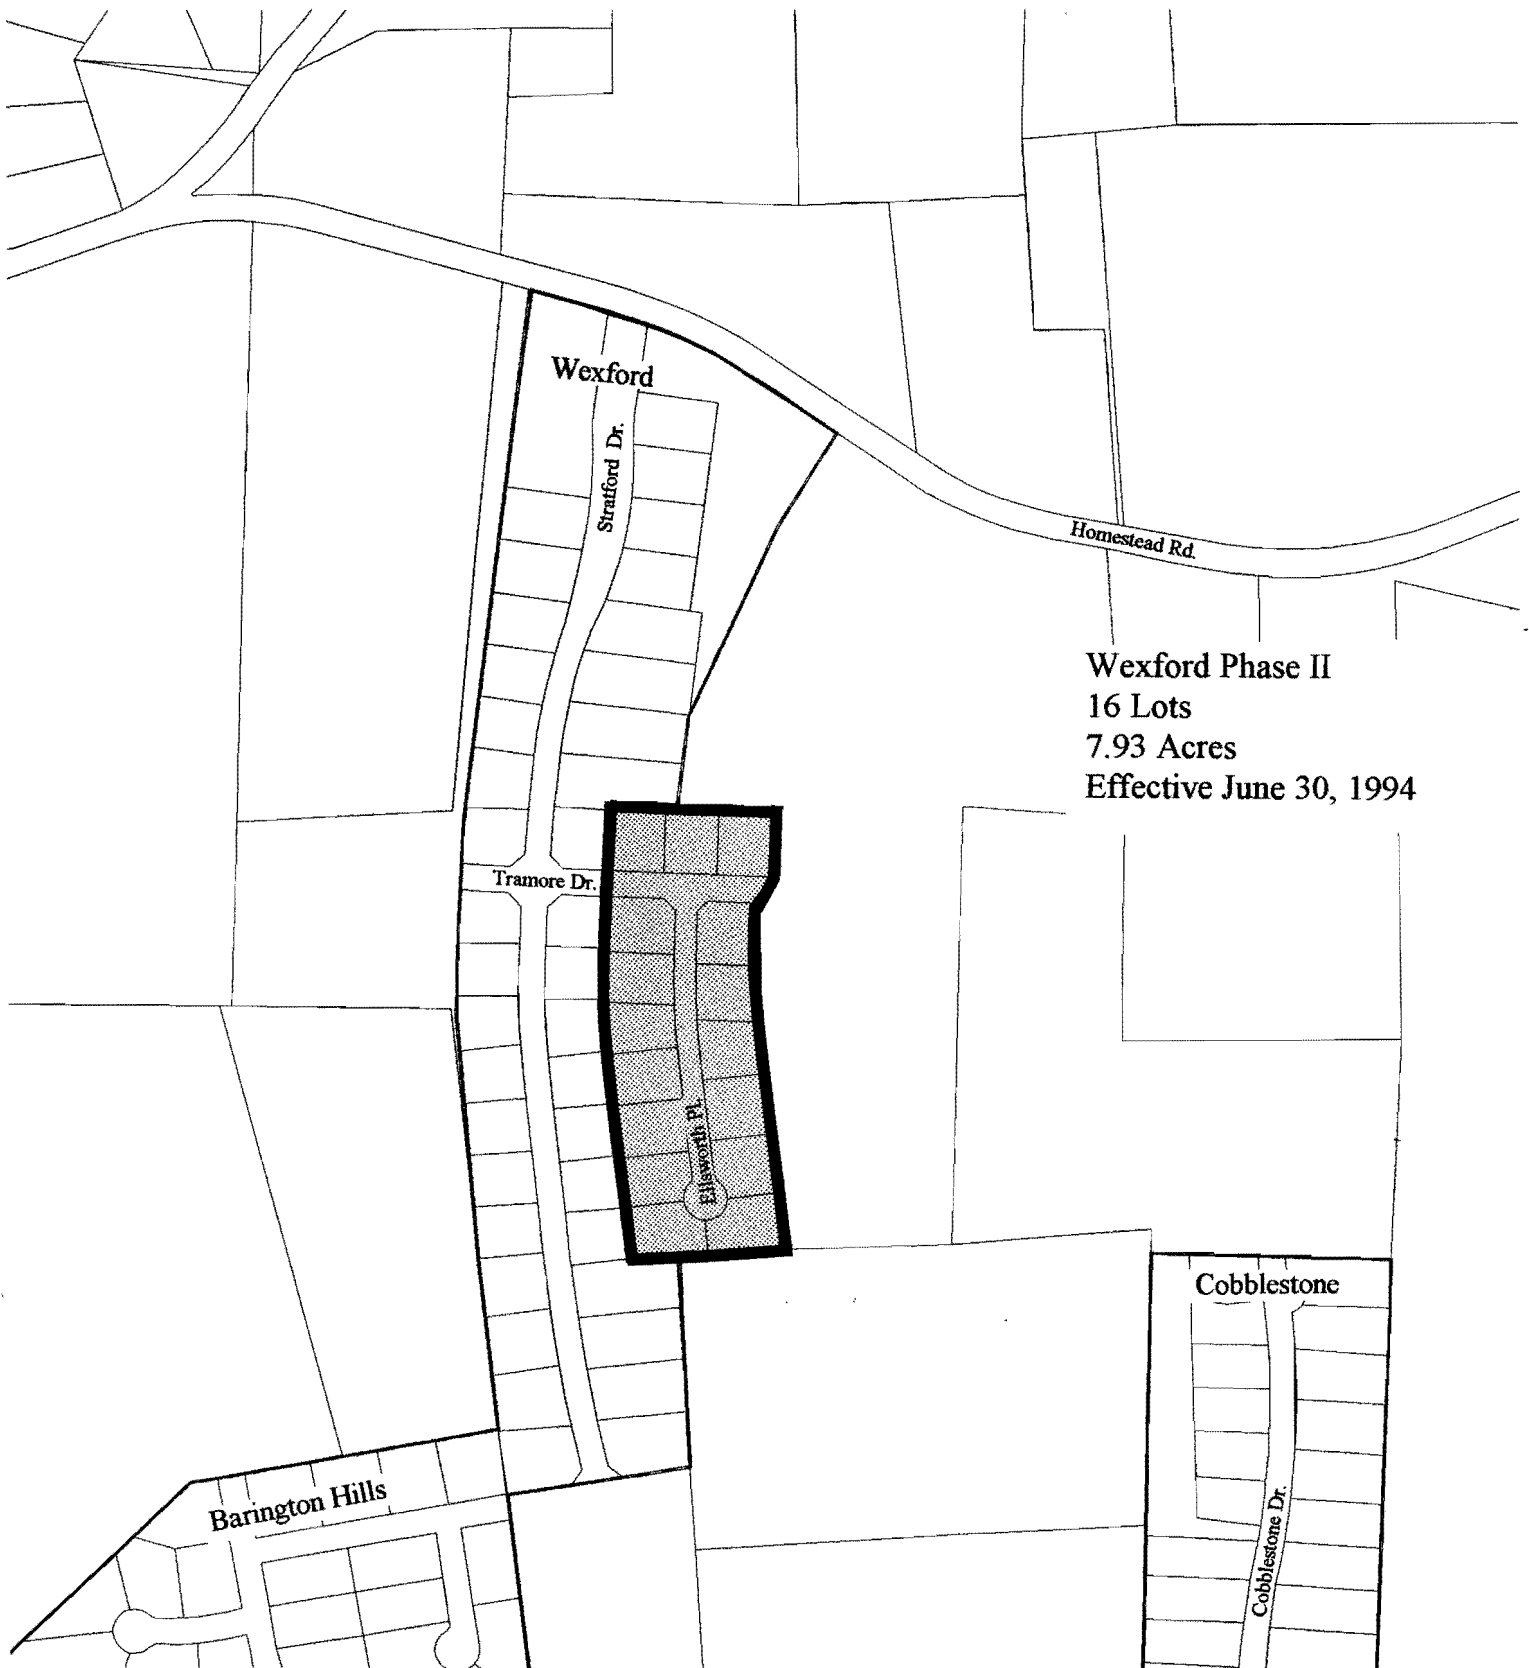 Wexford
Stratford Dr.
Homestead Rd.
Wexford Phase II
16 Lots
7.93 Acres
Effective June 30, 1994
Tramore Dr.
Ellsworth Pl.
Cobblestone
Barington Hills
Cobblestone Dr.